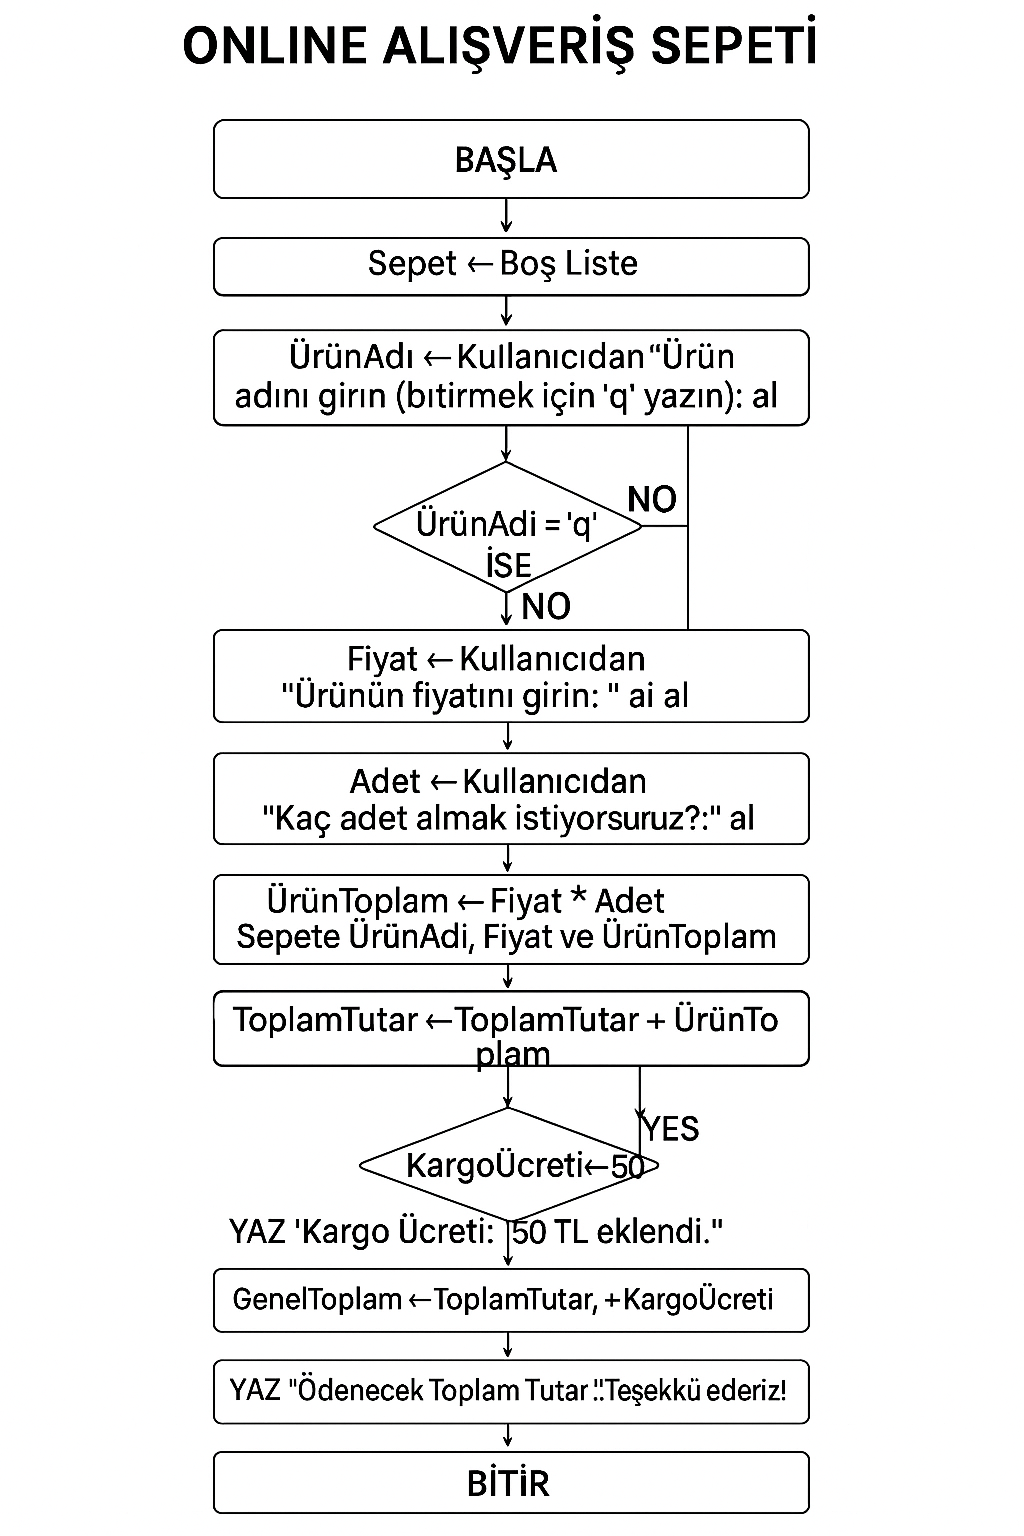 ONLINE ALIŞVERİŞ SEPETİ
BAŞLA
Sepet ← Boş Liste
ÜrünAdı ← Kullanıcıdan “Ürün
adını girın (bıtirmek için 'q' yazın): al
ÜrünAdi = 'q'
İSE
NO
NO
Fiyat ← Kullanıcıdan
"Ürünün fiyatını girin: " ai al
Adet ← Kullanıcıdan
"Kaç adet almak istiyorsuruz?:" al
ÜrünToplam ← Fiyat * Adet
Sepete ÜrünAdi, Fiyat ve ÜrünToplam
ToplamTutar ← ToplamTutar + ÜrünTo
plam
YES
KargoÜcreti ← 50
YAZ 'Kargo Ücreti: 50 TL eklendi."
GenelToplam ← ToplamTutar, + KargoÜcreti
YAZ "Ödenecek Toplam Tutar :".Teşekkü ederiz!
BİTİR